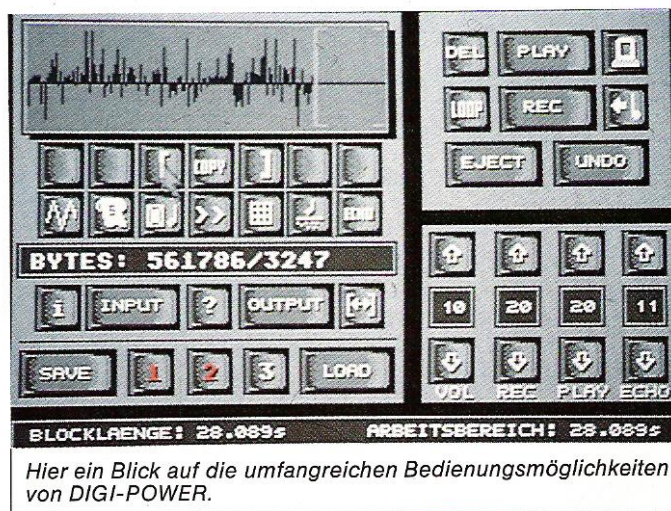 DEL PLAY
LOOP REC
EJECT UNDO
[ COPY ]
>> ECHO
BYTES: 561786/3247
i INPUT ? OUTPUT [↔]
10 20 20 11
SAVE 1 2 3 LOAD
VOL REC PLAY ECHO
BLOCKLAENGE: 28.089s ARBEITSBEREICH: 28.089s
Hier ein Blick auf die umfangreichen Bedienungsmöglichkeiten
von DIGI-POWER.